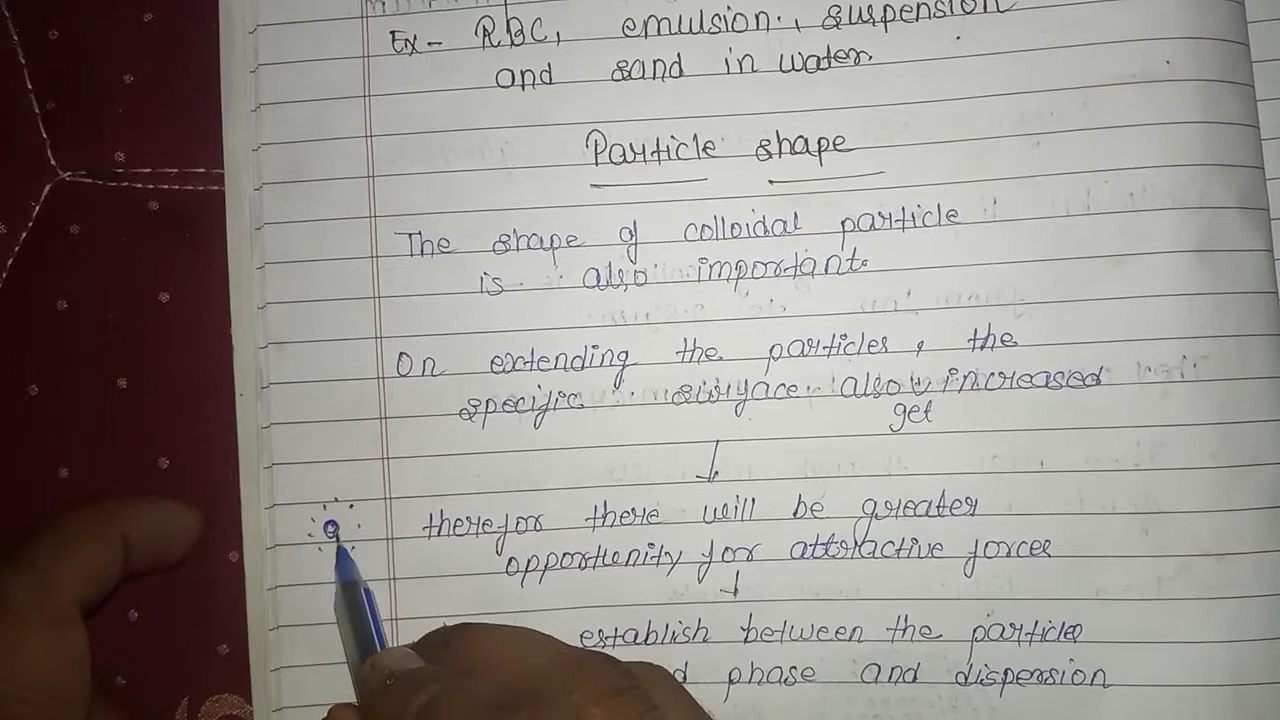 Ex- RBC, emulsion, suspension
and sand in water.
Particle shape
The shape of colloidal particle
is also important.
On extending the particles, the
specific surface also increased
get
therefor there will be greater
opportunity for attractive forces
establish between the particle
phase and dispersion